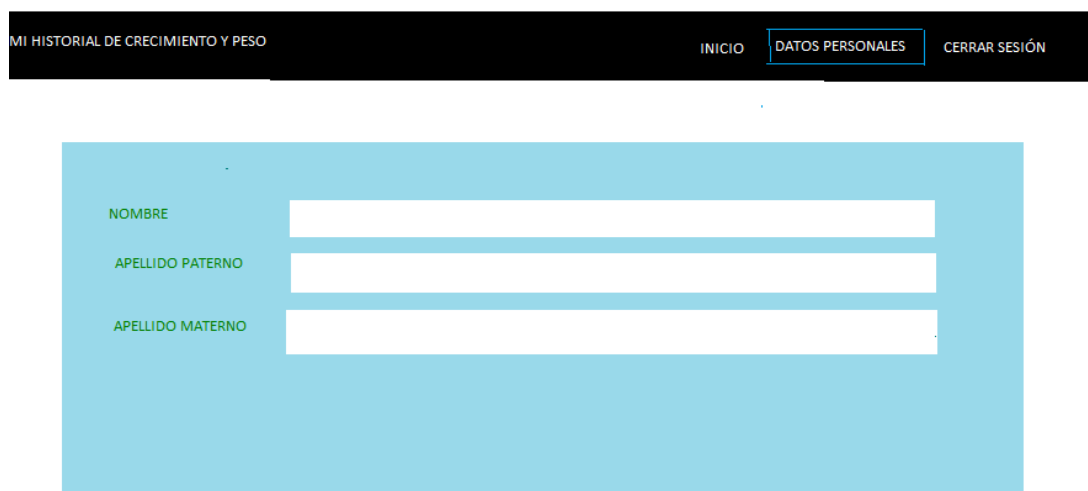 MI HISTORIAL DE CRECIMIENTO Y PESO
INICIO
DATOS PERSONALES
CERRAR SESIÓN
NOMBRE
APELLIDO PATERNO
APELLIDO MATERNO